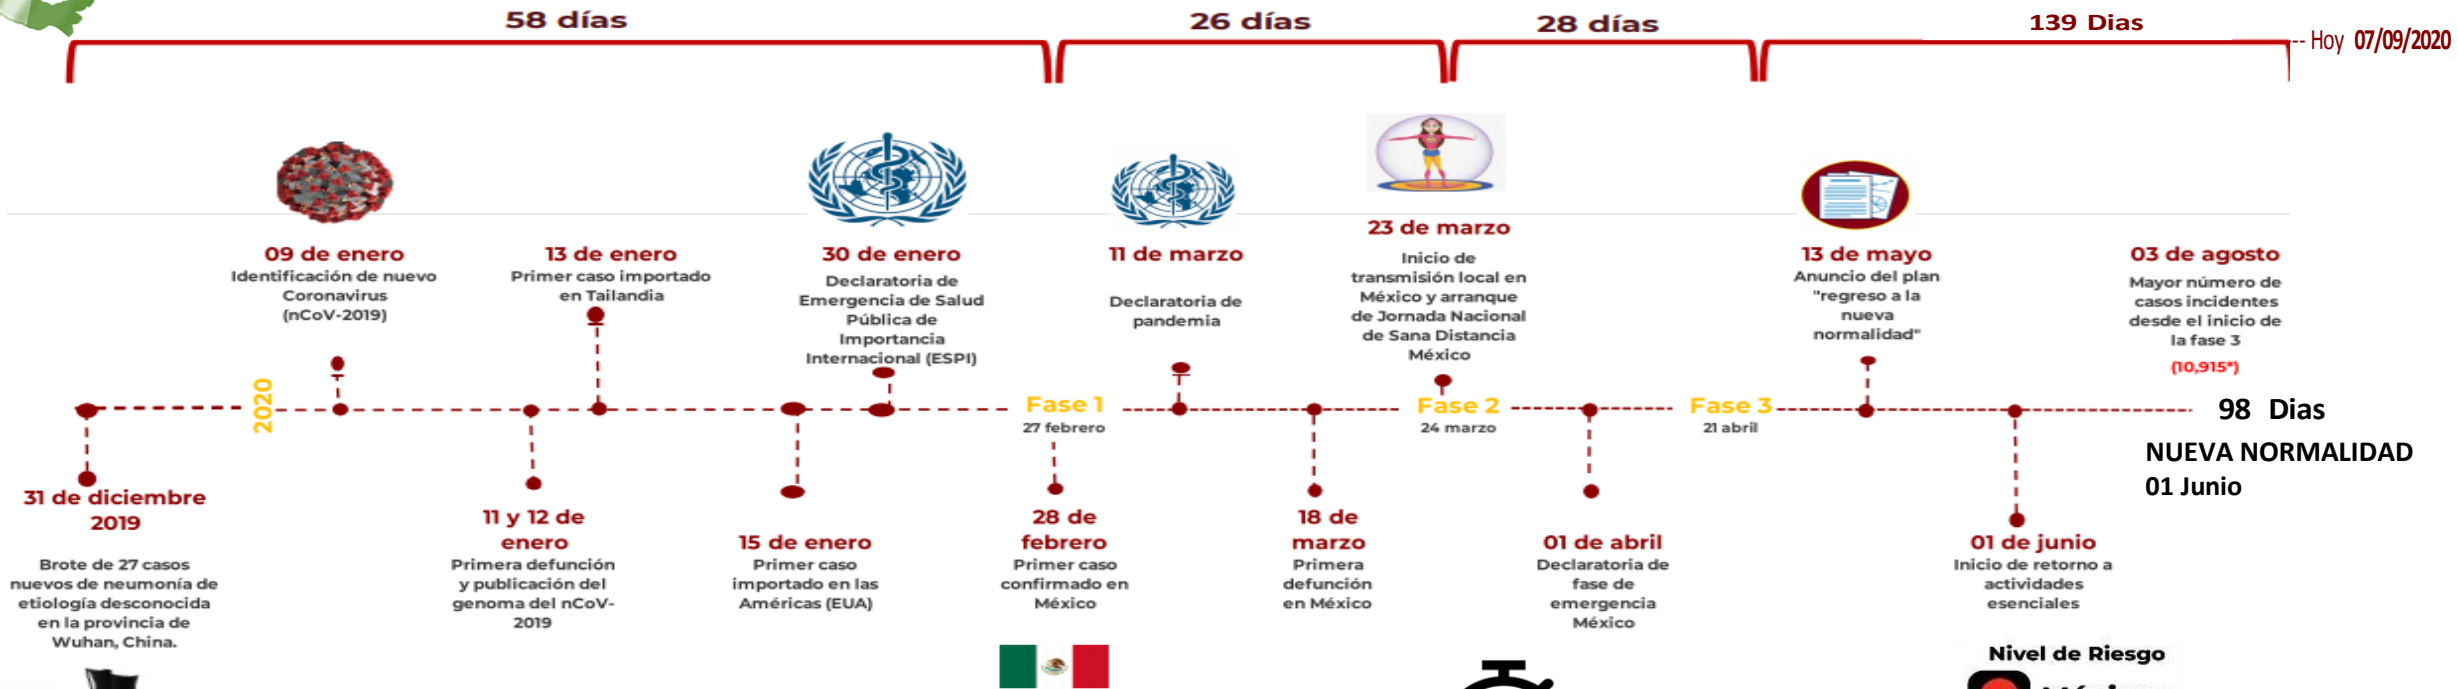 58 días
26 días
28 días
139 Dias
-- Hoy 07/09/2020
09 de enero
Identificación de nuevo
Coronavirus
(nCoV-2019)
13 de enero
Primer caso importado
en Tailandia
30 de enero
Declaratoria de
Emergencia de Salud
Pública de
Importancia
Internacional (ESPI)
11 de marzo
Declaratoria de
pandemia
23 de marzo
Inicio de
transmisión local en
México y arranque
de Jornada Nacional
de Sana Distancia
México
13 de mayo
Anuncio del plan
"regreso a la
nueva
normalidad"
03 de agosto
Mayor número de
casos incidentes
desde el inicio de
la fase 3
(10,915*)
2020
Fase 1
27 febrero
Fase 2
24 marzo
Fase 3
21 abril
98 Dias
NUEVA NORMALIDAD
01 Junio
31 de diciembre
2019
Brote de 27 casos
nuevos de neumonía de
etiología desconocida
en la provincia de
Wuhan, China.
11 y 12 de
enero
Primera defunción
y publicación del
genoma del nCoV-
2019
15 de enero
Primer caso
importado en las
Américas (EUA)
28 de
febrero
Primer caso
confirmado en
México
18 de
marzo
Primera
defunción
en México
01 de abril
Declaratoria de
fase de
emergencia
México
01 de junio
Inicio de retorno a
actividades
esenciales
Nivel de Riesgo